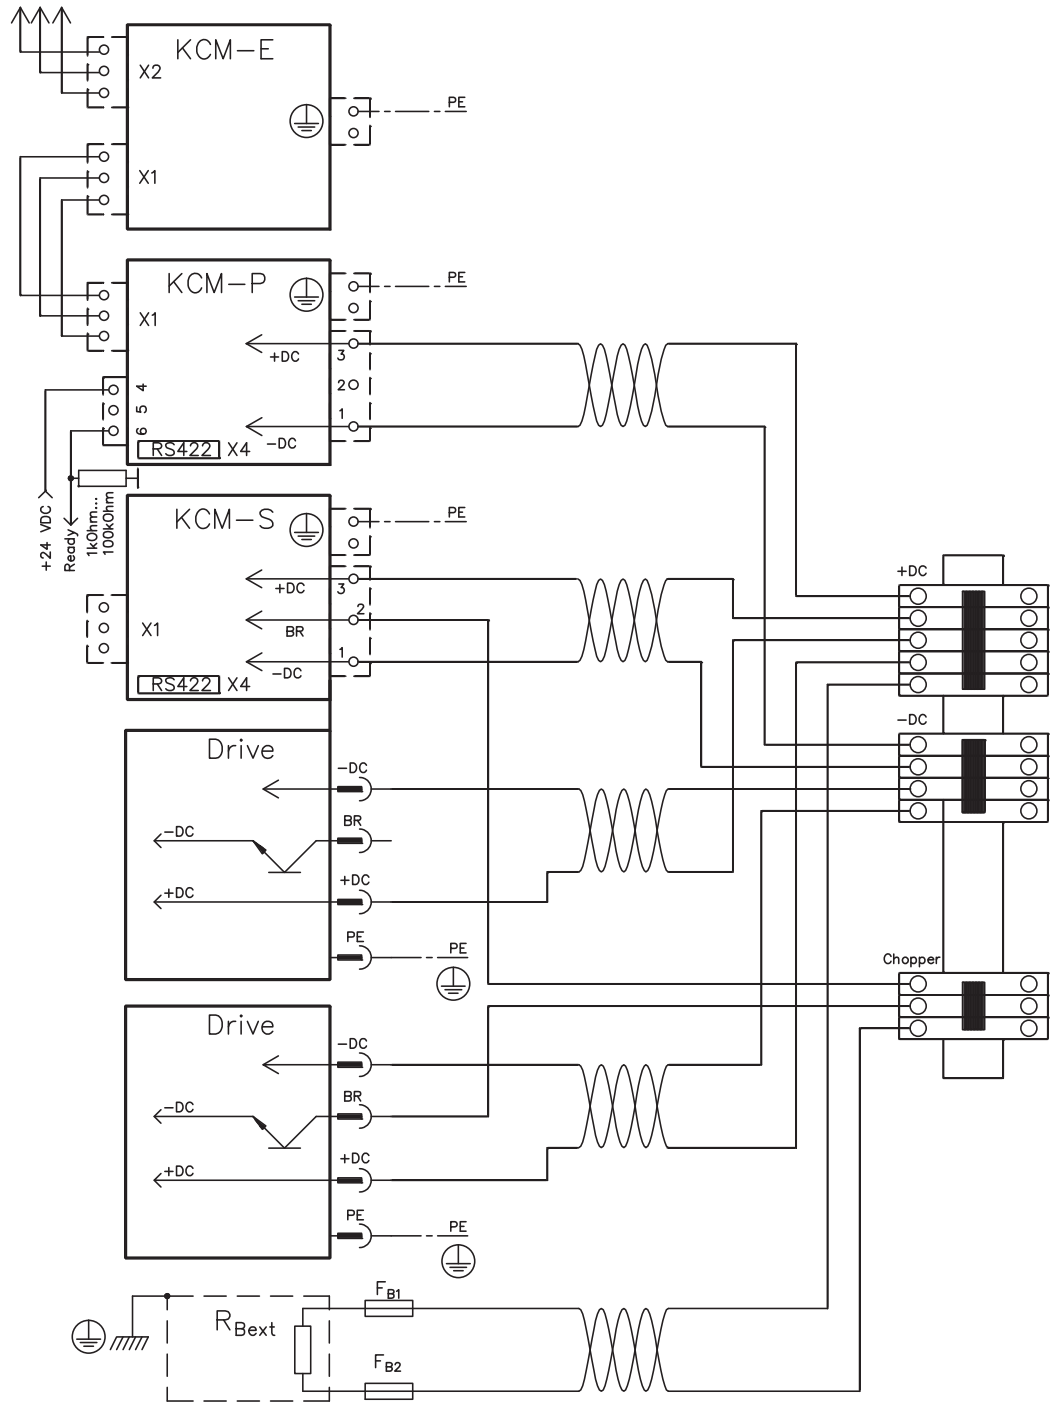 KCM-E
X2
PE
X1
KCM-P
PE
X1
+DC
3
4
2
5
1
6
-DC
RS422 X4
+24 VDC
Ready
1kOhm...
100kOhm
KCM-S
PE
+DC
3
2
BR
X1
1
-DC
RS422 X4
+DC
-DC
Chopper
Drive
-DC
BR
-DC
+DC
+DC
PE
PE
Drive
-DC
BR
-DC
+DC
+DC
PE
PE
FB1
RBext
FB2